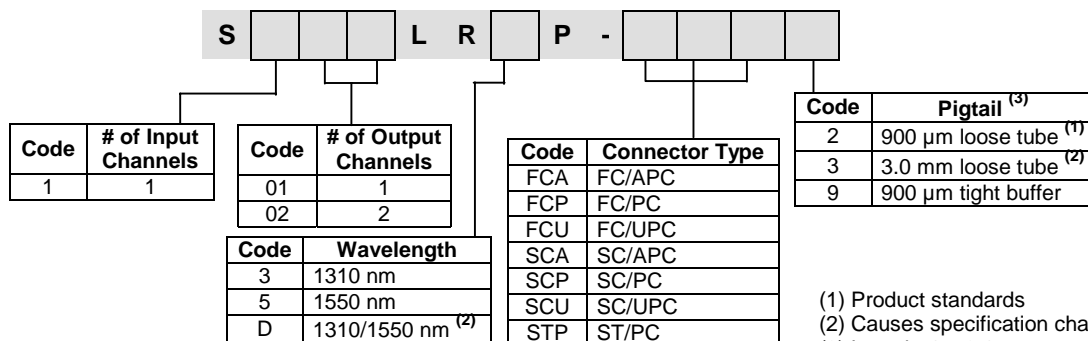 S L R P -
Code # of Input Channels
1 1
Code # of Output Channels
01 1
02 2
Code Wavelength
3 1310 nm
5 1550 nm
D 1310/1550 nm (2)
Code Connector Type
FCA FC/APC
FCP FC/PC
FCU FC/UPC
SCA SC/APC
SCP SC/PC
SCU SC/UPC
STP ST/PC
Code Pigtail (3)
2 900 µm loose tube (1)
3 3.0 mm loose tube (2)
9 900 µm tight buffer
(1) Product standards
(2) Causes specification